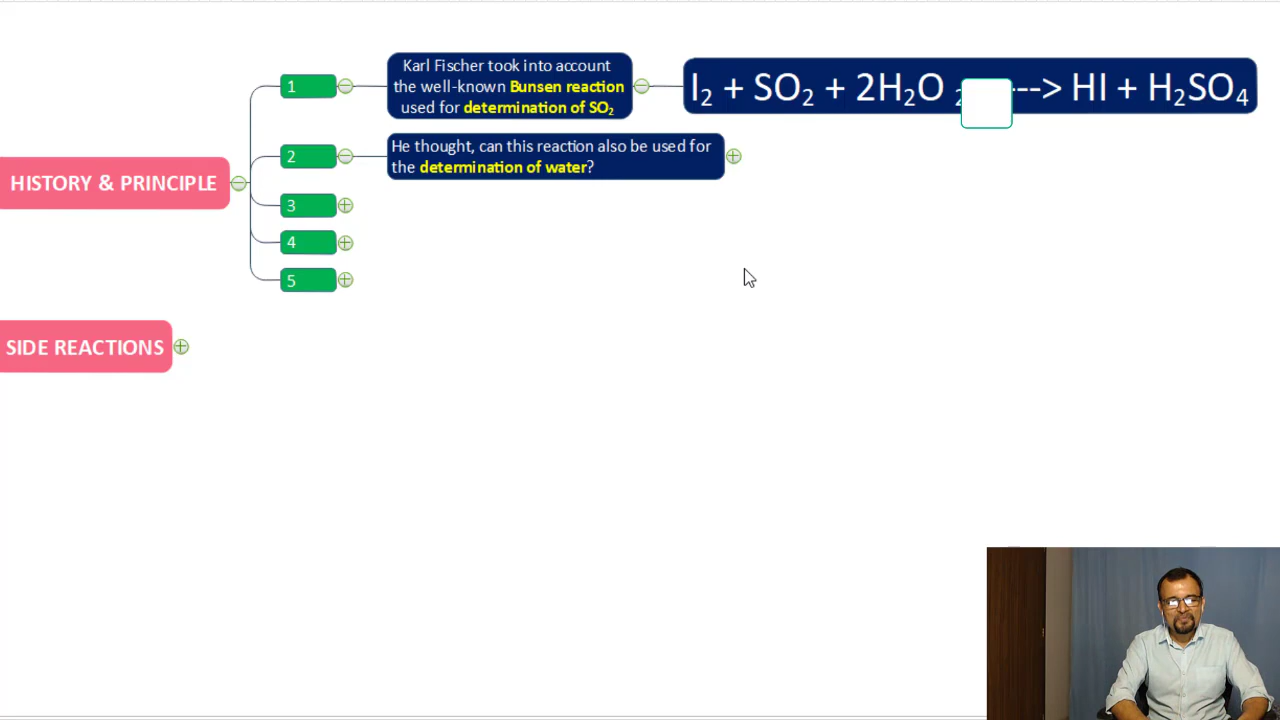 HISTORY & PRINCIPLE
1
Karl Fischer took into account
the well-known Bunsen reaction
used for determination of SO₂
I₂ + SO₂ + 2H₂O --> HI + H₂SO₄
2
He thought, can this reaction also be used for
the determination of water?
3
4
5
SIDE REACTIONS